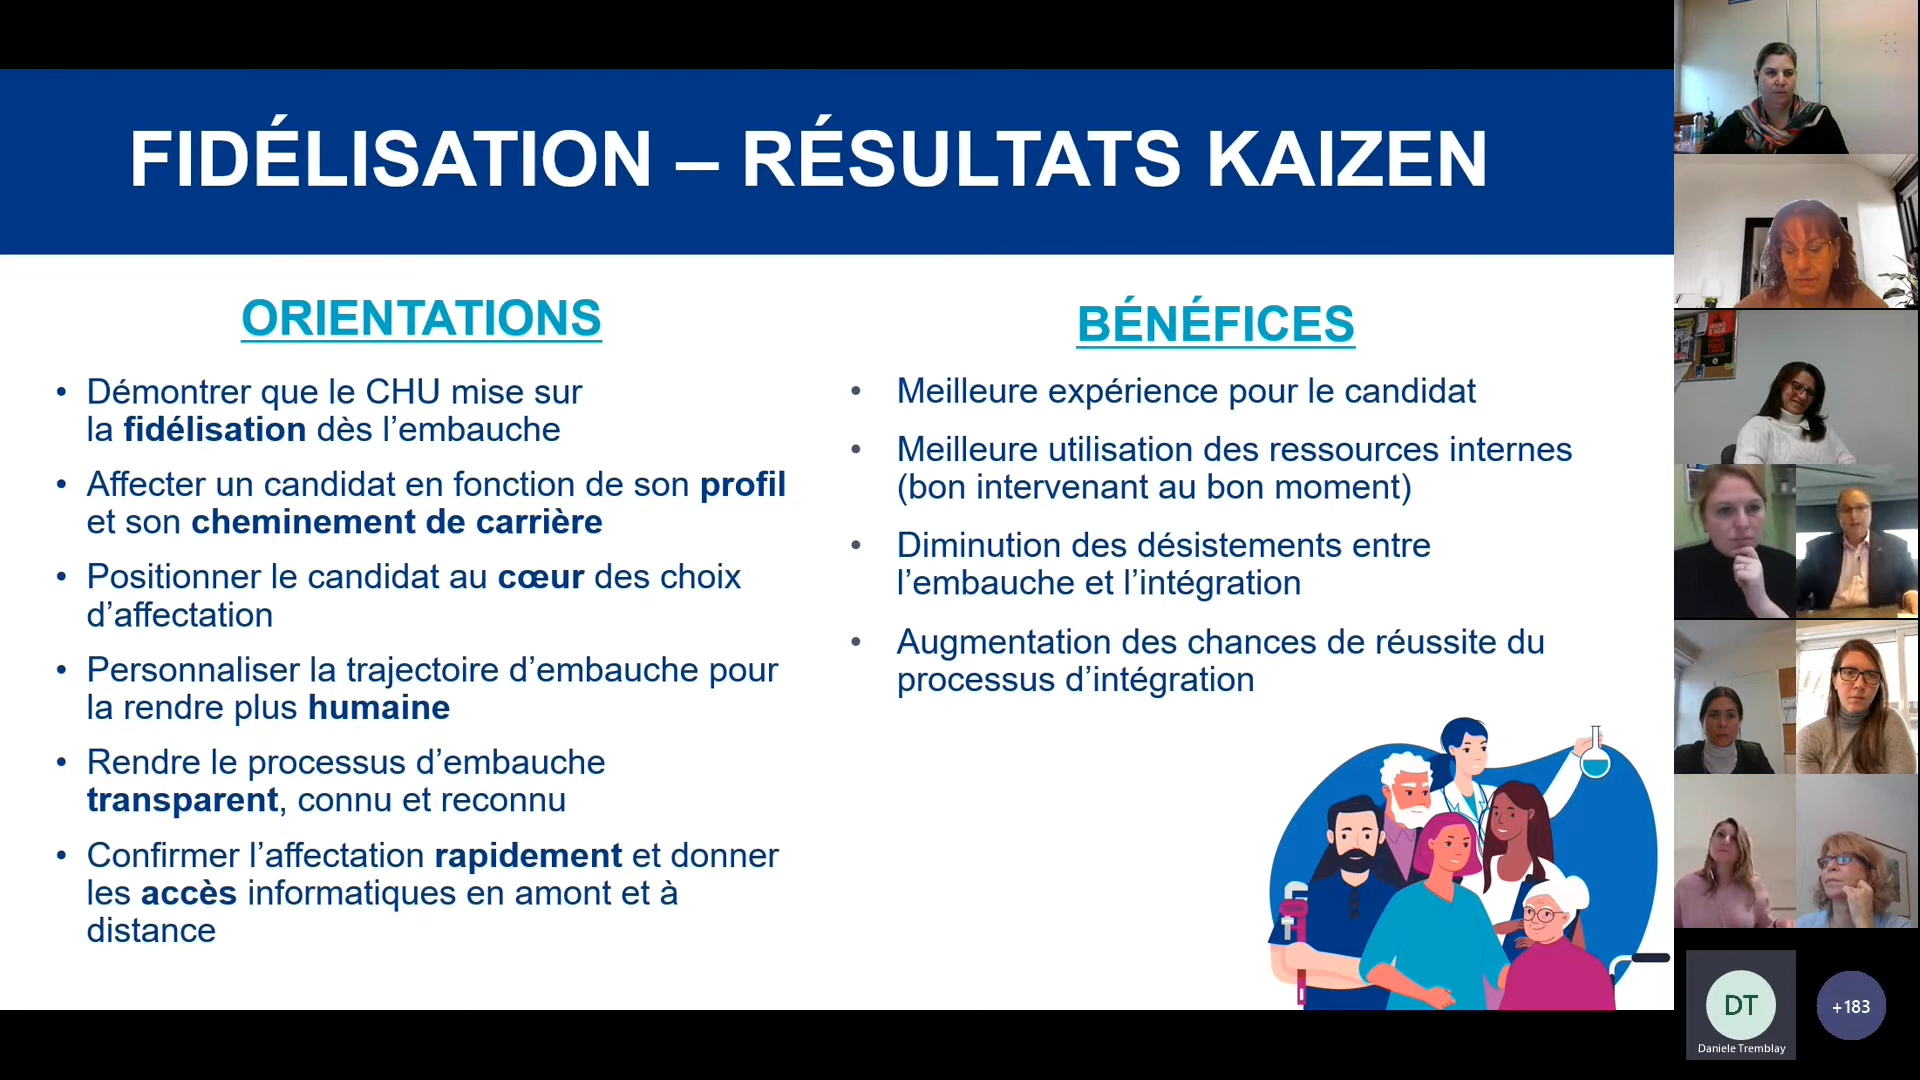 FIDÉLISATION – RÉSULTATS KAIZEN
ORIENTATIONS
• Démontrer que le CHU mise sur
la fidélisation dès l’embauche
• Affecter un candidat en fonction de son profil
et son cheminement de carrière
• Positionner le candidat au cœur des choix
d’affectation
• Personnaliser la trajectoire d’embauche pour
la rendre plus humaine
• Rendre le processus d’embauche
transparent, connu et reconnu
• Confirmer l’affectation rapidement et donner
les accès informatiques en amont et à
distance
BÉNÉFICES
• Meilleure expérience pour le candidat
• Meilleure utilisation des ressources internes
(bon intervenant au bon moment)
• Diminution des désistements entre
l’embauche et l’intégration
• Augmentation des chances de réussite du
processus d’intégration
DT
Daniele Tremblay
+183